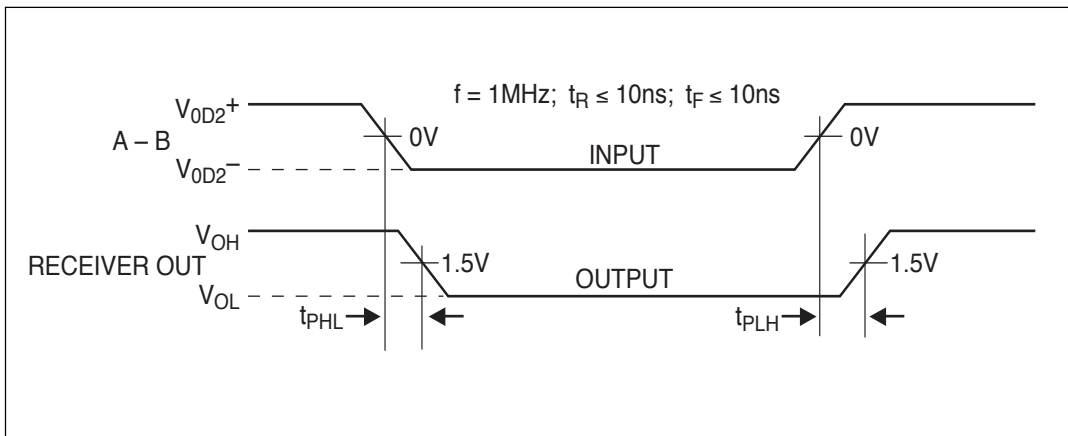 f = 1MHz; tR ≤ 10ns; tF ≤ 10ns
V0D2+
A – B
V0D2–
0V
INPUT
0V
VOH
RECEIVER OUT
VOL
1.5V
OUTPUT
1.5V
tPHL
tPLH